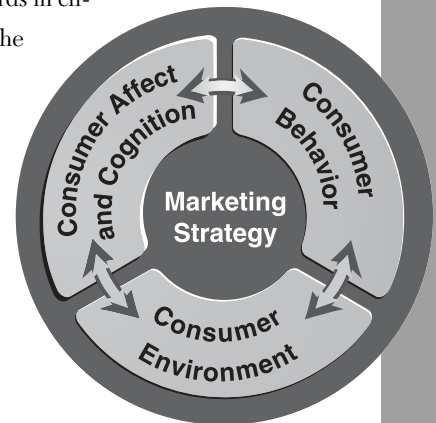 rds in en-
he
Consumer Affect
and Cognition
Consumer
Behavior
Marketing
Strategy
Consumer
Environment